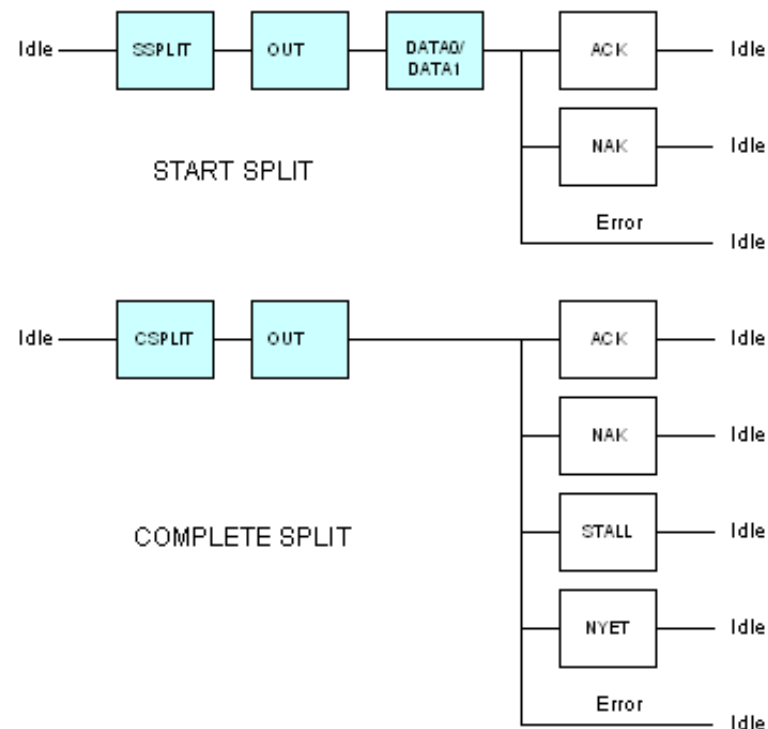 Idle SSPLIT OUT DATA0/ ACK Idle
DATA1
NAK Idle
START SPLIT
Error
Idle
Idle CSPLIT OUT ACK Idle
NAK Idle
STALL Idle
COMPLETE SPLIT
NYET Idle
Error
Idle